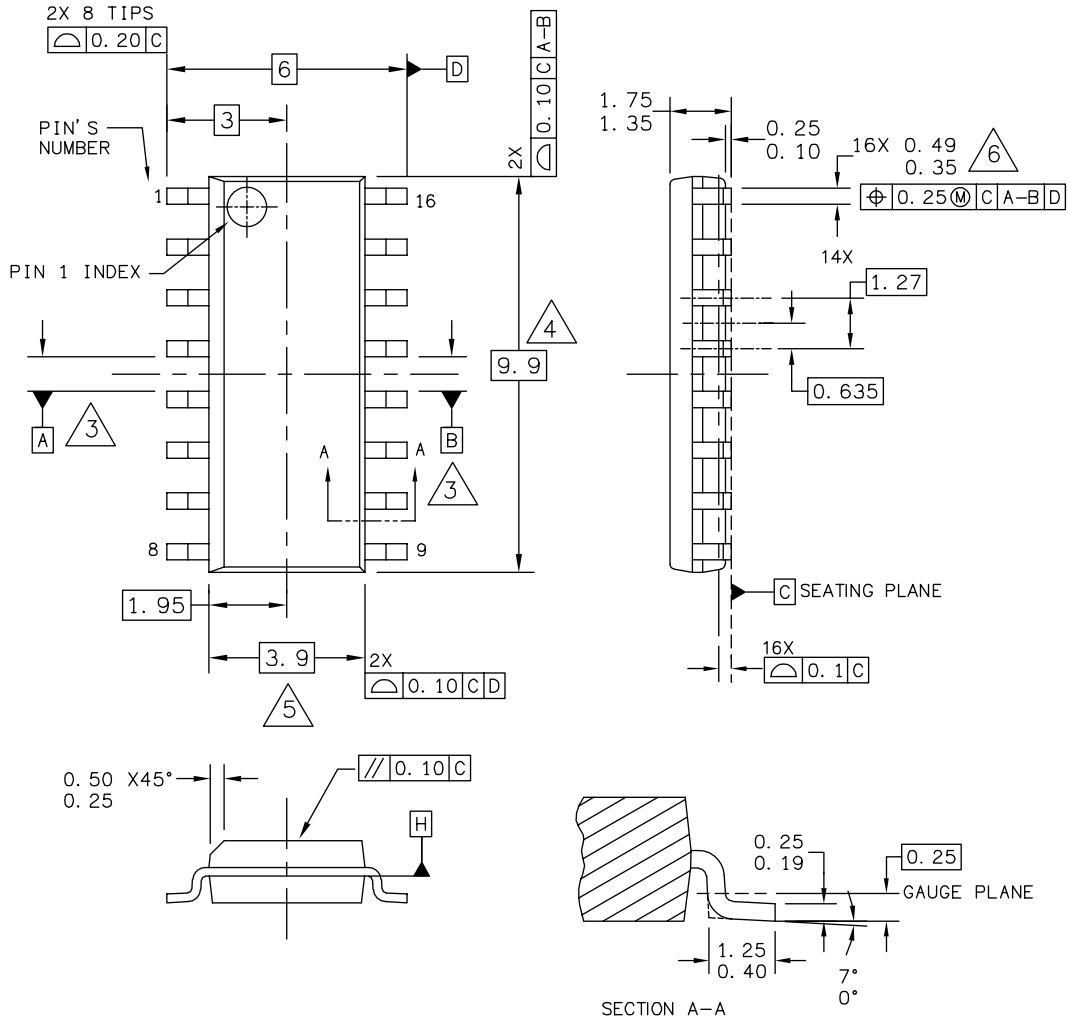 2X 8 TIPS
⌓ 0.20 C
6
D
3
PIN'S
NUMBER
2X
⌓ 0.10 C A-B
1
16
PIN 1 INDEX
4
9.9
A
3
B
3
A
A
8
9
1.95
3.9
2X
⌓ 0.10 C D
5
1.75
1.35
0.25
0.10
16X 0.49
0.35
6
⌖ 0.25 Ⓜ C A-B D
14X
1.27
0.635
C SEATING PLANE
16X
⌓ 0.1 C
0.50 X45°
0.25
// 0.10 C
H
0.25
0.19
0.25
GAUGE PLANE
1.25
0.40
7°
0°
SECTION A-A